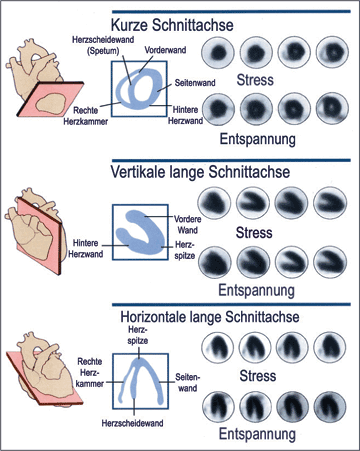 Kurze Schnittachse
Herzscheidewand
(Spetum)
Vorderwand
Seitenwand
Rechte
Herzkammer
Hintere
Herzwand
Stress
Entspannung
Vertikale lange Schnittachse
Vordere
Wand
Hintere
Herzwand
Herz-
spitze
Stress
Entspannung
Horizontale lange Schnittachse
Herz-
spitze
Rechte
Herz-
kammer
Seiten-
wand
Herzscheidewand
Stress
Entspannung